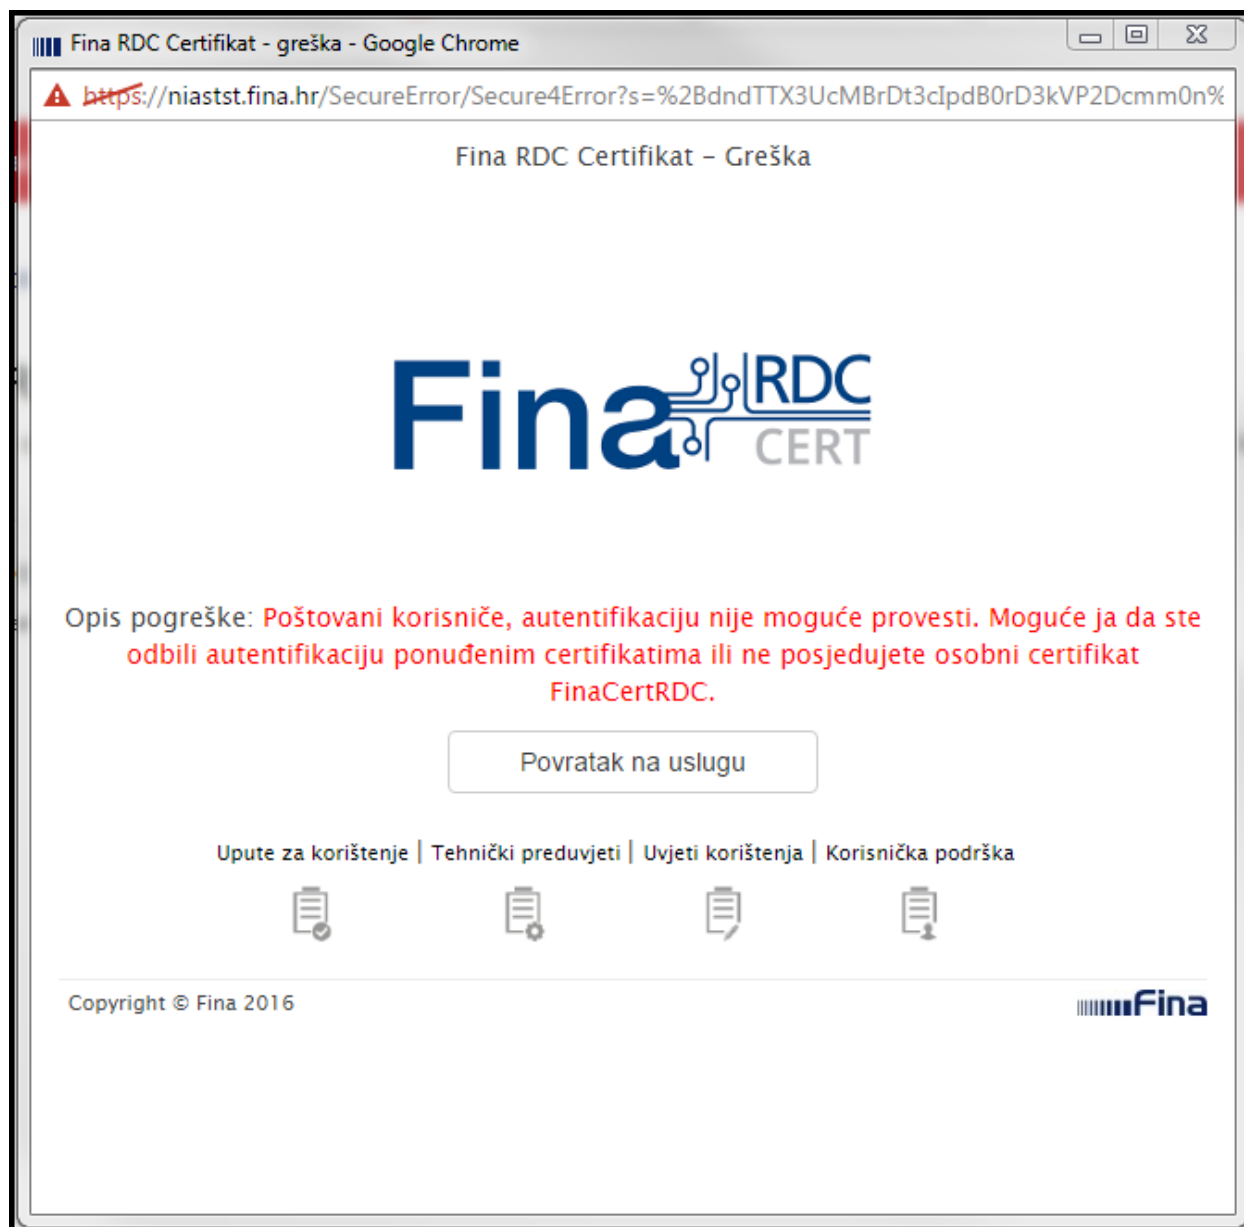 Fina RDC Certifikat - greška - Google Chrome
https://niastst.fina.hr/SecureError/Secure4Error?s=%2BdndTTX3UcMBrDt3cIpdB0rD3kVP2Dcmm0n%
Fina RDC Certifikat – Greška
Fina RDC
CERT
Opis pogreške: Poštovani korisniče, autentifikaciju nije moguće provesti. Moguće ja da ste
odbili autentifikaciju ponuđenim certifikatima ili ne posjedujete osobni certifikat
FinaCertRDC.
Povratak na uslugu
Upute za korištenje | Tehnički preduvjeti | Uvjeti korištenja | Korisnička podrška
Copyright © Fina 2016
Fina